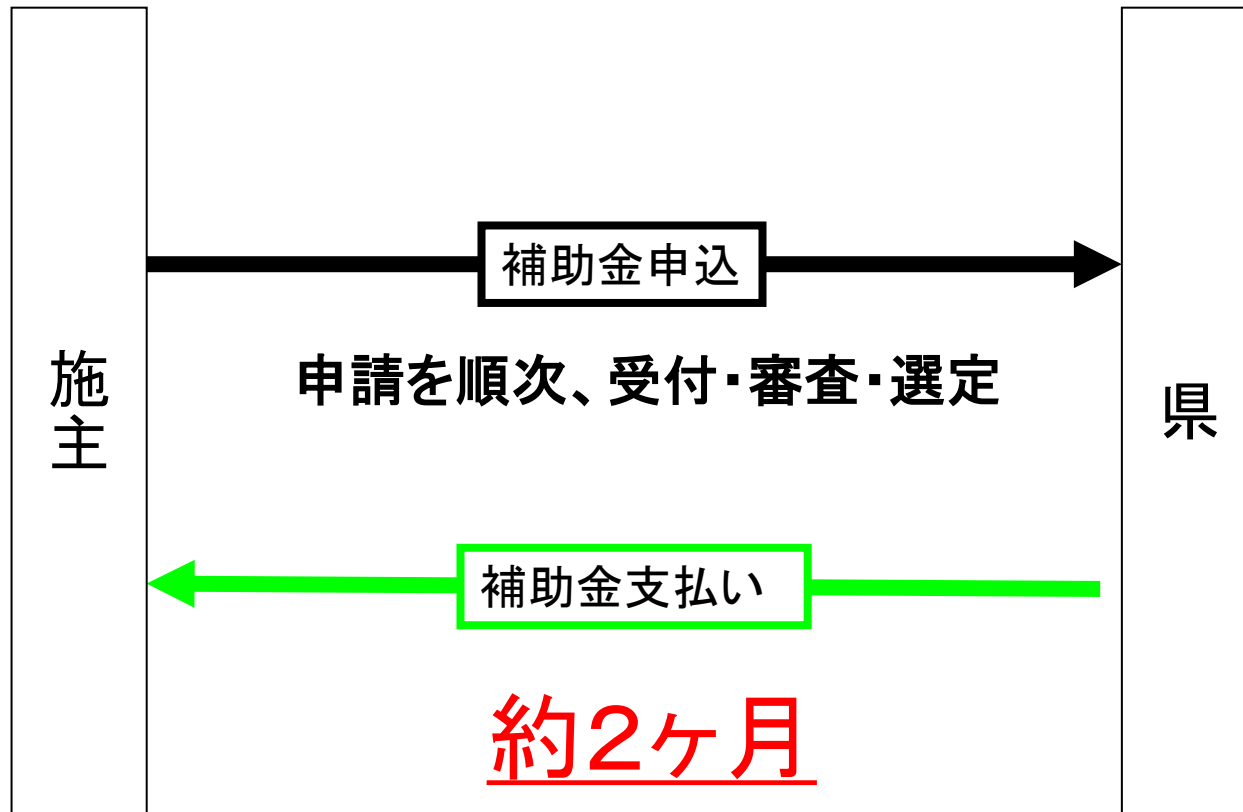 補助金申込
申請を順次、受付・審査・選定
施主
県
補助金支払い
約2ヶ月